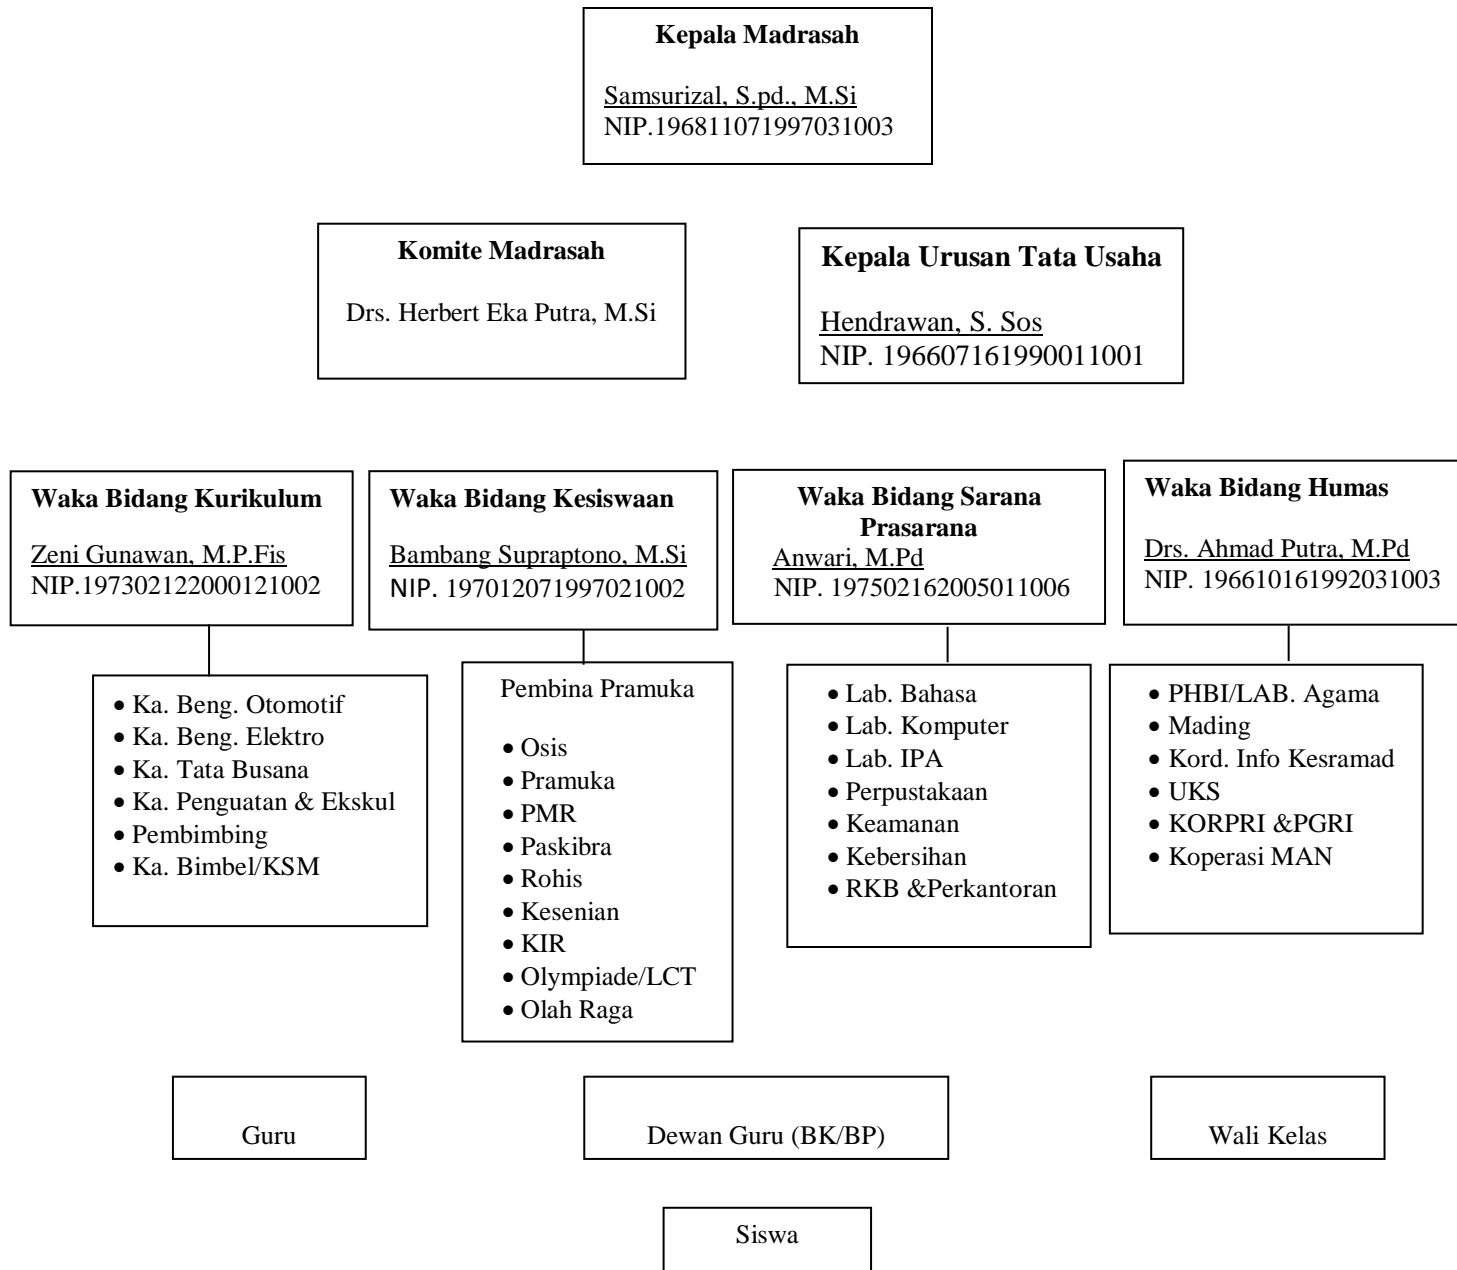 Kepala Madrasah
Samsurizal, S.pd., M.Si
NIP.196811071997031003
Komite Madrasah
Drs. Herbert Eka Putra, M.Si
Kepala Urusan Tata Usaha
Hendrawan, S. Sos
NIP. 196607161990011001
Waka Bidang Kurikulum
Zeni Gunawan, M.P.Fis
NIP.197302122000121002
Waka Bidang Kesiswaan
Bambang Supraptono, M.Si
NIP. 197012071997021002
Waka Bidang Sarana
Prasarana
Anwari, M.Pd
NIP. 197502162005011006
Waka Bidang Humas
Drs. Ahmad Putra, M.Pd
NIP. 196610161992031003
• Ka. Beng. Otomotif
• Ka. Beng. Elektro
• Ka. Tata Busana
• Ka. Penguatan & Ekskul
• Pembimbing
• Ka. Bimbel/KSM
Pembina Pramuka
• Osis
• Pramuka
• PMR
• Paskibra
• Rohis
• Kesenian
• KIR
• Olympiade/LCT
• Olah Raga
• Lab. Bahasa
• Lab. Komputer
• Lab. IPA
• Perpustakaan
• Keamanan
• Kebersihan
• RKB &Perkantoran
• PHBI/LAB. Agama
• Mading
• Kord. Info Kesramad
• UKS
• KORPRI &PGRI
• Koperasi MAN
Guru
Dewan Guru (BK/BP)
Wali Kelas
Siswa